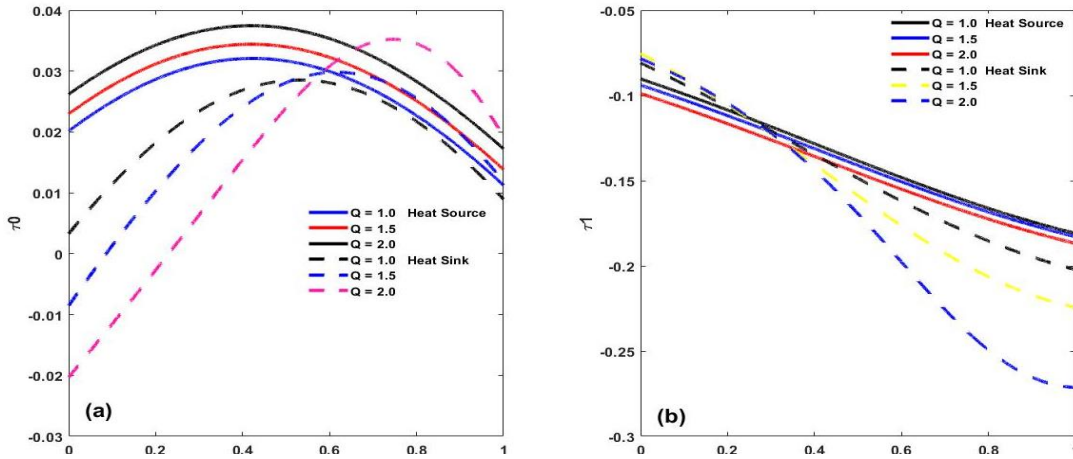 0.04
0.03
0.02
0.01
0
-0.01
-0.02
-0.03
τ0
Q = 1.0 Heat Source
Q = 1.5
Q = 2.0
Q = 1.0 Heat Sink
Q = 1.5
Q = 2.0
(a)
0 0.2 0.4 0.6 0.8 1
-0.05
-0.1
-0.15
-0.2
-0.25
-0.3
τ1
Q = 1.0 Heat Source
Q = 1.5
Q = 2.0
Q = 1.0 Heat Sink
Q = 1.5
Q = 2.0
(b)
0 0.2 0.4 0.6 0.8 1